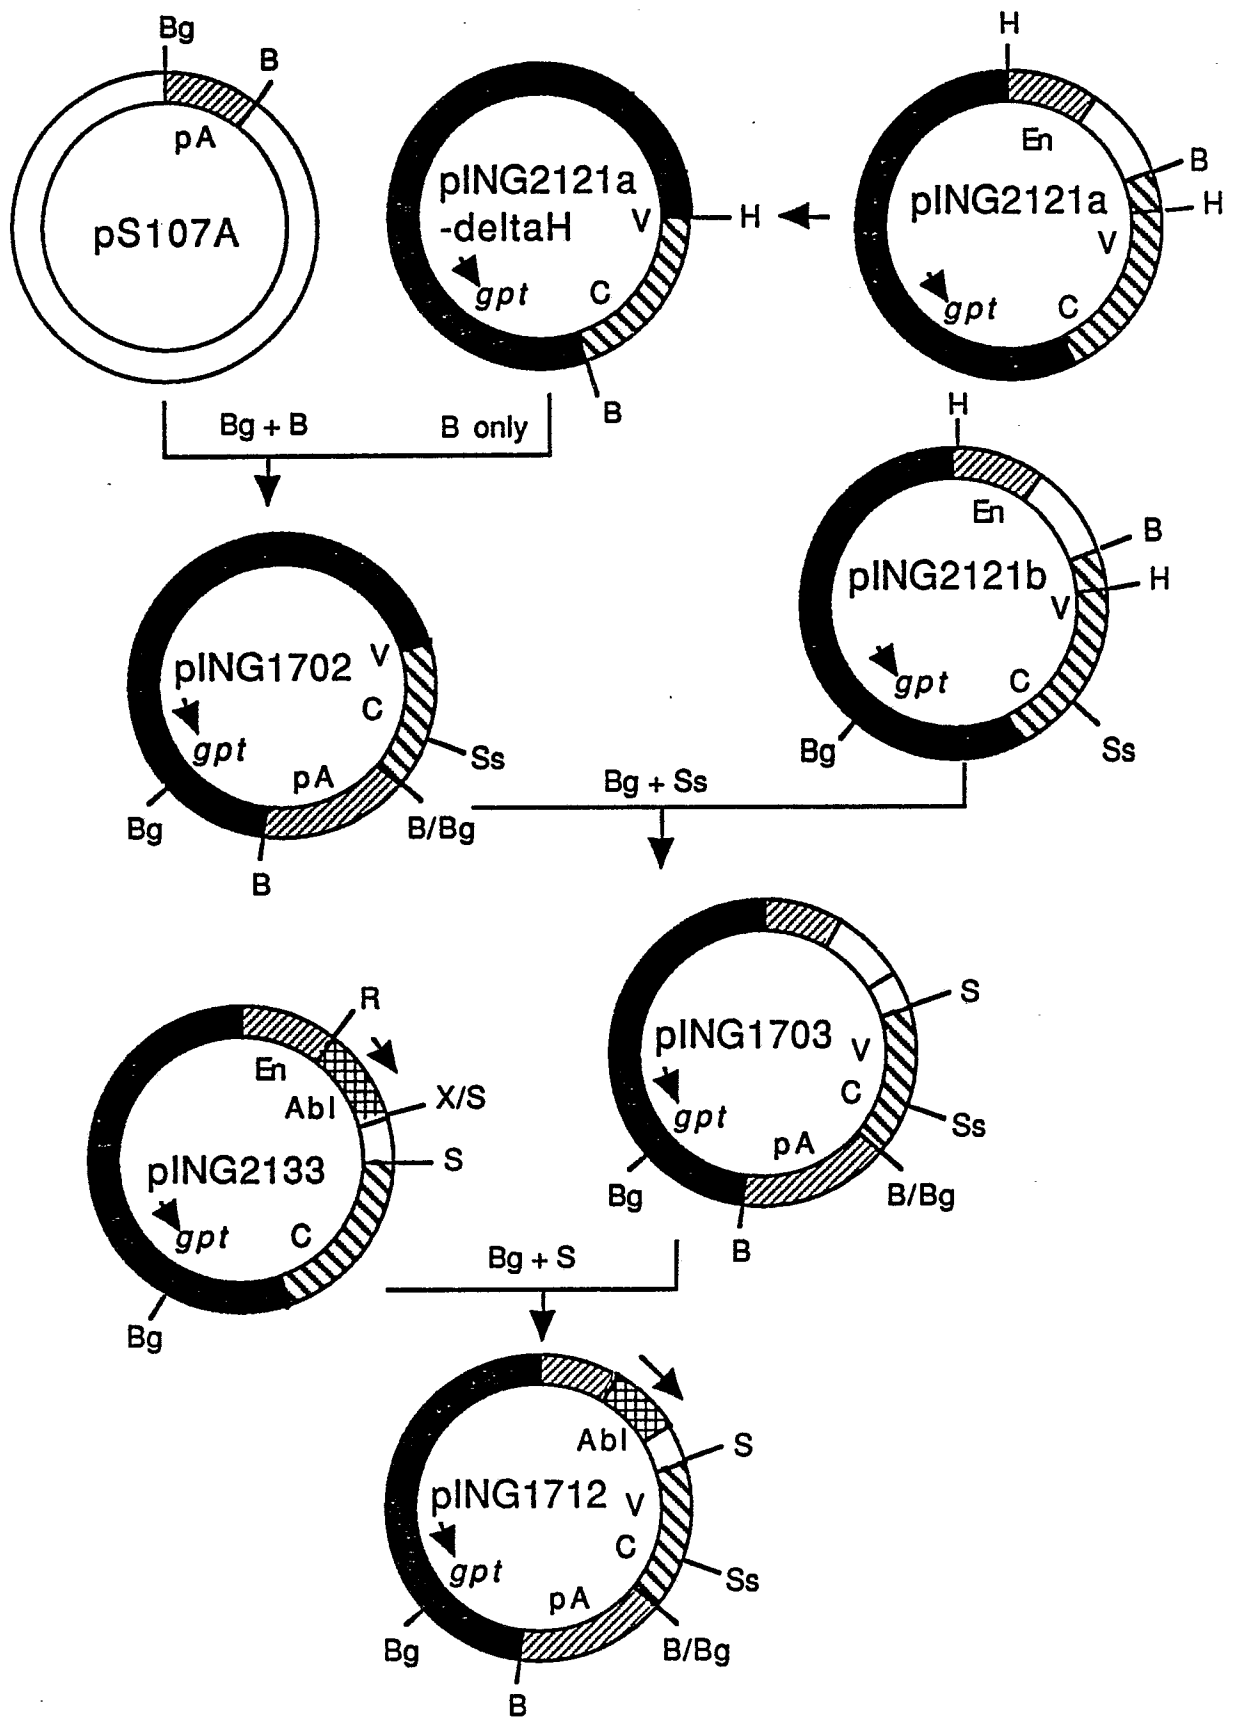 Bg
B
pA
pS107A
pING2121a
-deltaH
V
H
gpt
C
B
H
En
B
pING2121a
H
V
gpt
C
Bg + B
B only
H
En
B
pING2121b
H
V
gpt
C
Bg
Ss
pING1702
V
C
gpt
Ss
pA
Bg
B/Bg
B
Bg + Ss
R
En
Abl
X/S
pING2133
S
gpt
C
Bg
S
pING1703
V
C
gpt
Ss
pA
Bg
B/Bg
B
Bg + S
Abl
S
pING1712
V
C
gpt
Ss
pA
Bg
B/Bg
B